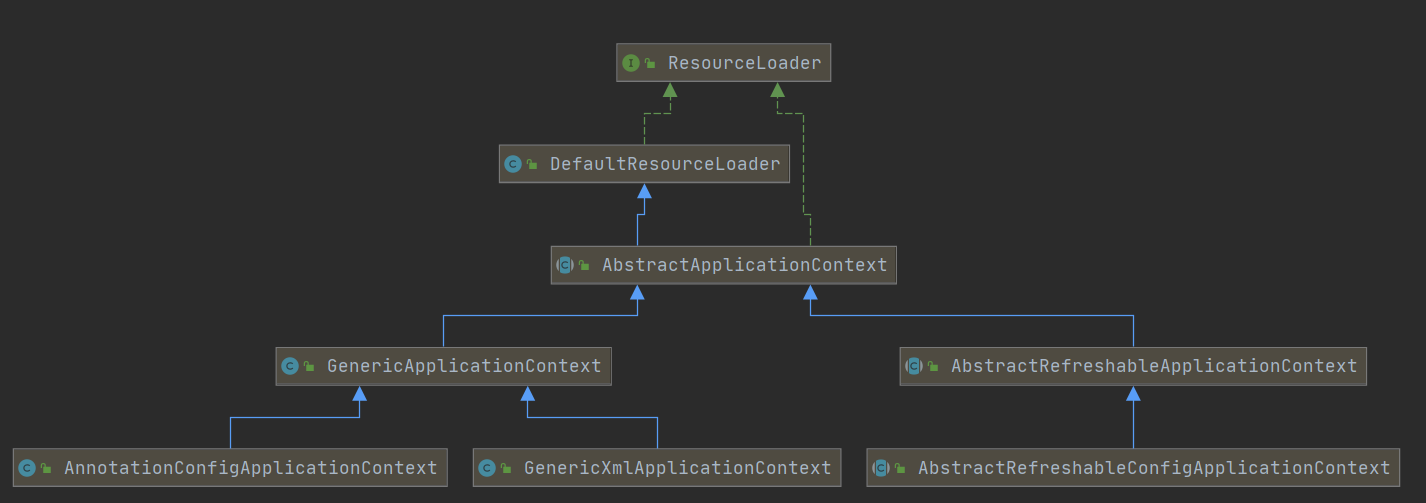 I ResourceLoader
C DefaultResourceLoader
C AbstractApplicationContext
C GenericApplicationContext
C AbstractRefreshableApplicationContext
C AnnotationConfigApplicationContext
C GenericXmlApplicationContext
C AbstractRefreshableConfigApplicationContext